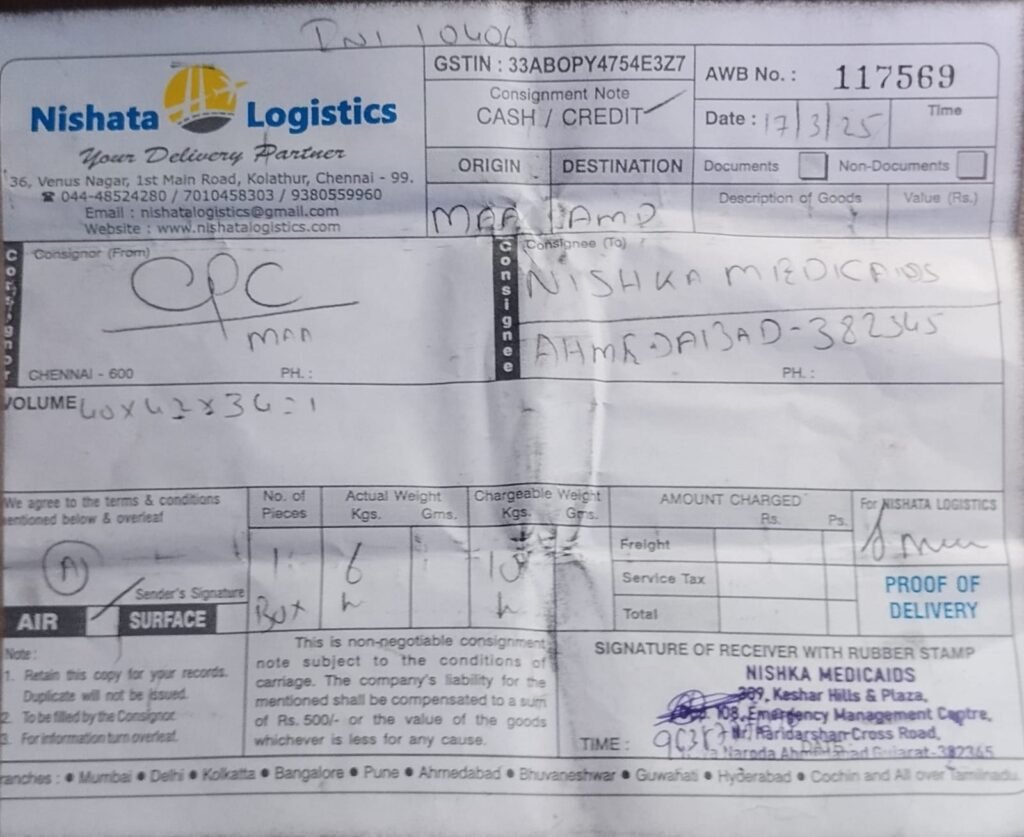 10406
Nishata Logistics
Your Delivery Partner
36, Venus Nagar, 1st Main Road, Kolathur, Chennai - 99.
☎ 044-48524280 / 7010458303 / 9380559960
Email : nishatalogistics@gmail.com
Website : www.nishatalogistics.com
GSTIN : 33ABOPY4754E3Z7
Consignment Note
CASH / CREDIT
AWB No. : 117569
Date : 17/3/25 Time
ORIGIN DESTINATION
MAA AMD
Documents Non-Documents
Description of Goods Value (Rs.)
Consignor
Consignor (From)
CPC
MAA
CHENNAI - 600 PH. :
Consignee
Consignee (To)
NISHKA MEDICAIDS
AHMEDABAD-382345
PH. :
VOLUME 40x42x36=1
We agree to the terms & conditions
mentioned below & overleaf
A
Sender's Signature
AIR SURFACE
No. of Pieces
1
Box
Actual Weight
Kgs. Gms.
6
Chargeable Weight
Kgs. Gms.
10
AMOUNT CHARGED
Rs. Ps.
Freight
Service Tax
Total
For NISHATA LOGISTICS
PROOF OF
DELIVERY
Note :
1. Retain this copy for your records.
Duplicate will not be issued.
2. To be filled by the Consignor.
3. For information turn overleaf.
This is non-negotiable consignment
note subject to the conditions of
carriage. The company's liability for the
mentioned shall be compensated to a sum
of Rs. 500/- or the value of the goods
whichever is less for any cause.
SIGNATURE OF RECEIVER WITH RUBBER STAMP
NISHKA MEDICAIDS
309, Keshar Hills & Plaza,
Opp. 108, Emergency Management Centre,
Nr. Haridarshan Cross Road,
Naroda Ahmedabad Gujarat-382365
TIME :
Branches : ● Mumbai ● Delhi ● Kolkatta ● Bangalore ● Pune ● Ahmedabad ● Bhuvaneshwar ● Guwahati ● Hyderabad ● Cochin and All over Tamilnadu.